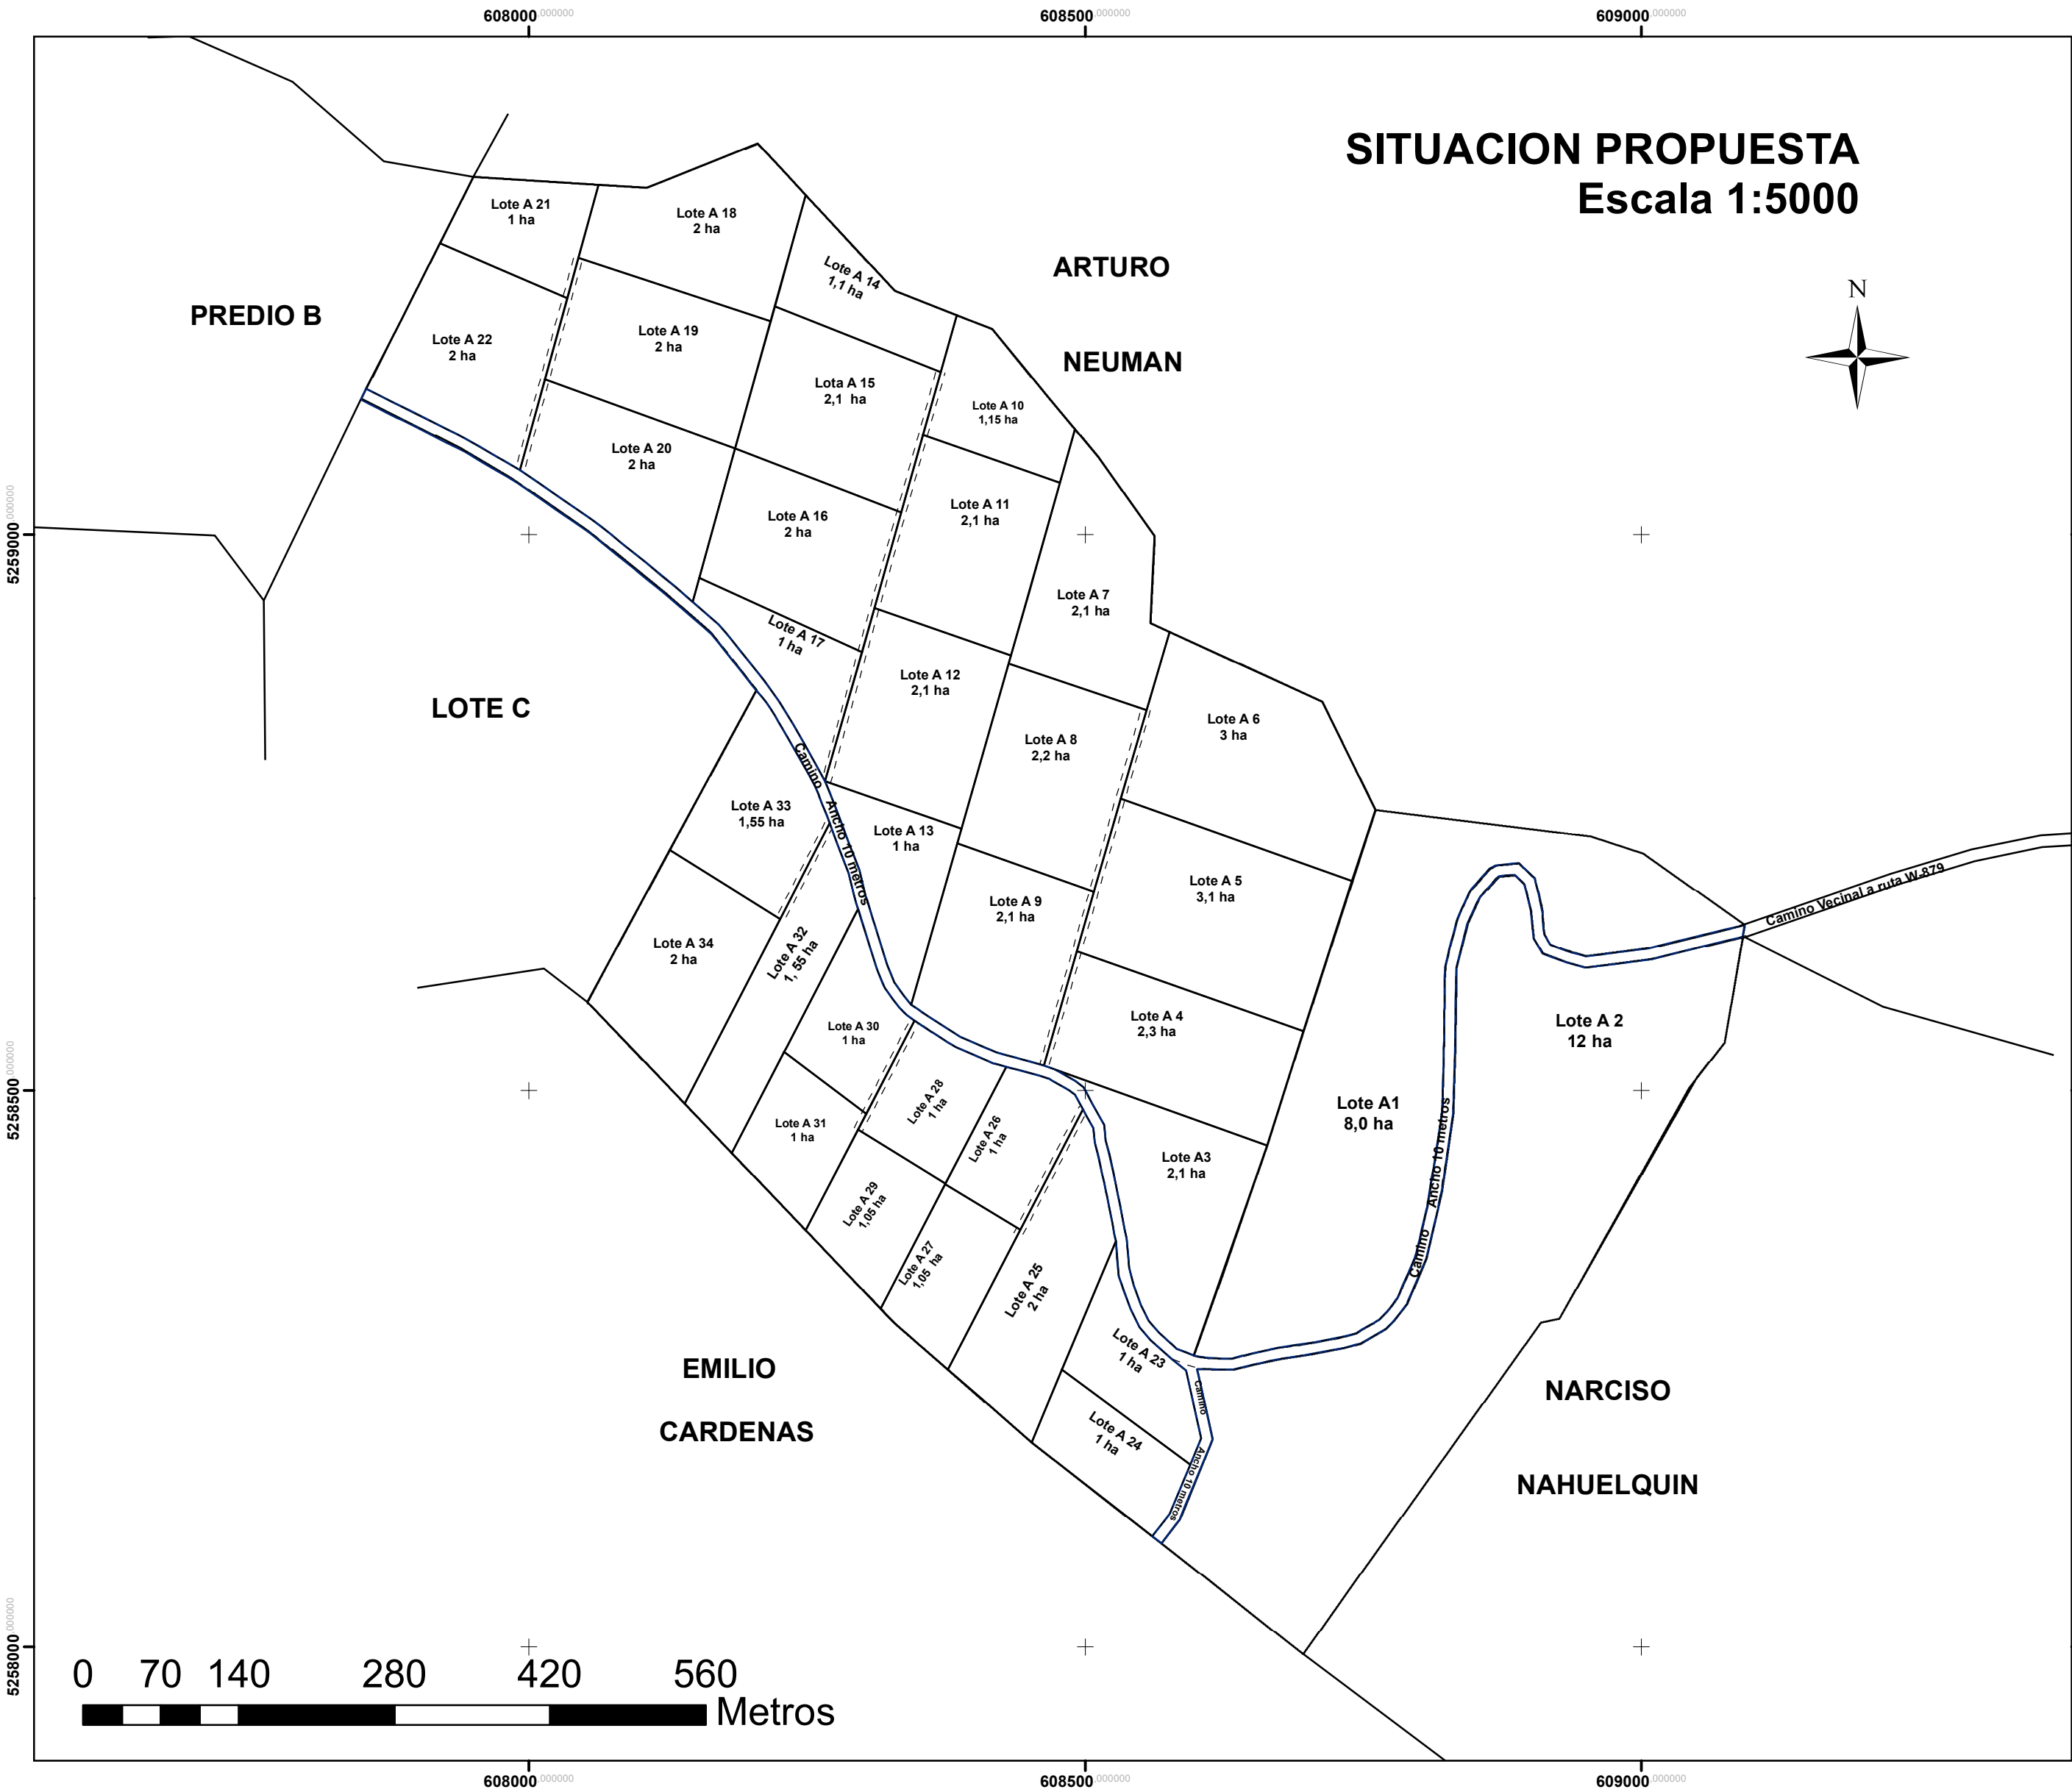 608000.000000
608500.000000
609000.000000
SITUACION PROPUESTA
Escala 1:5000
N
ARTURO
NEUMAN
PREDIO B
Lote A 21
1 ha
Lote A 18
2 ha
Lote A 14
1,1 ha
Lote A 22
2 ha
Lote A 19
2 ha
Lota A 15
2,1 ha
Lote A 10
1,15 ha
Lote A 20
2 ha
Lote A 16
2 ha
Lote A 11
2,1 ha
5259000.000000
Lote A 7
2,1 ha
Lote A 17
1 ha
Lote A 12
2,1 ha
LOTE C
Lote A 8
2,2 ha
Lote A 6
3 ha
Camino
Ancho 10 metros
Lote A 33
1,55 ha
Lote A 13
1 ha
Lote A 9
2,1 ha
Lote A 5
3,1 ha
Camino Vecinal a ruta W-879
Lote A 34
2 ha
Lote A 32
1, 55 ha
Lote A 30
1 ha
Lote A 4
2,3 ha
Lote A 2
12 ha
5258500.000000
Lote A 31
1 ha
Lote A 28
1 ha
Lote A 26
1 ha
Lote A1
8,0 ha
Lote A3
2,1 ha
Camino
Ancho 10 metros
Lote A 29
1,05 ha
Lote A 27
1,05 ha
Lote A 25
2 ha
Lote A 23
1 ha
Lote A 24
1 ha
Camino
Ancho 10 metros
EMILIO
CARDENAS
NARCISO
NAHUELQUIN
5258000.000000
0 70 140 280 420 560
Metros
608000.000000
608500.000000
609000.000000